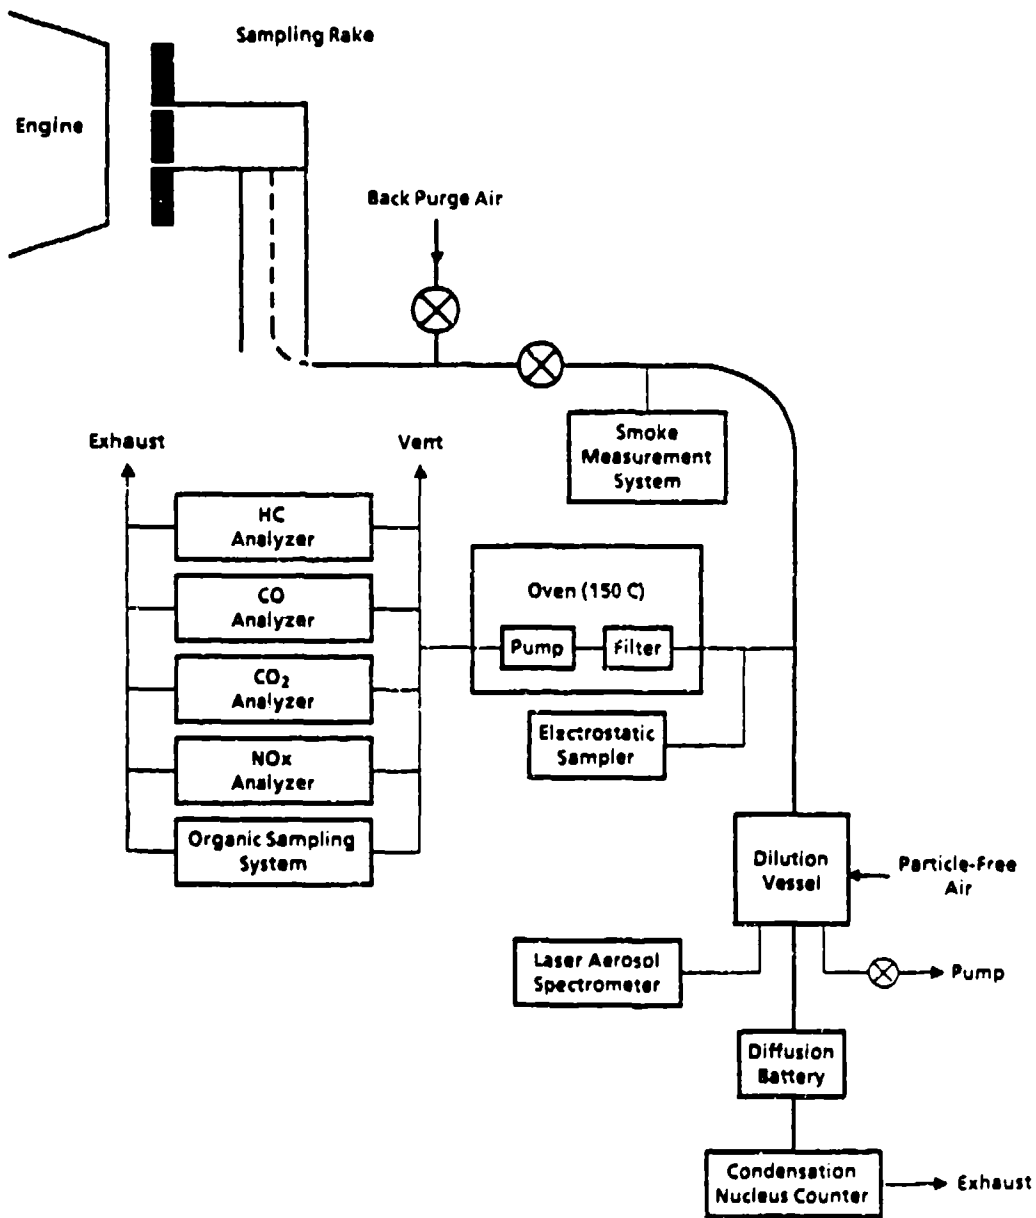 Sampling Rake
Engine
Back Purge Air
Smoke
Measurement
System
Exhaust
Vent
HC
Analyzer
CO
Analyzer
CO₂
Analyzer
NOx
Analyzer
Organic Sampling
System
Oven (150 C)
Pump
Filter
Electrostatic
Sampler
Dilution
Vessel
Particle-Free
Air
Laser Aerosol
Spectrometer
Pump
Diffusion
Battery
Condensation
Nucleus Counter
Exhaust